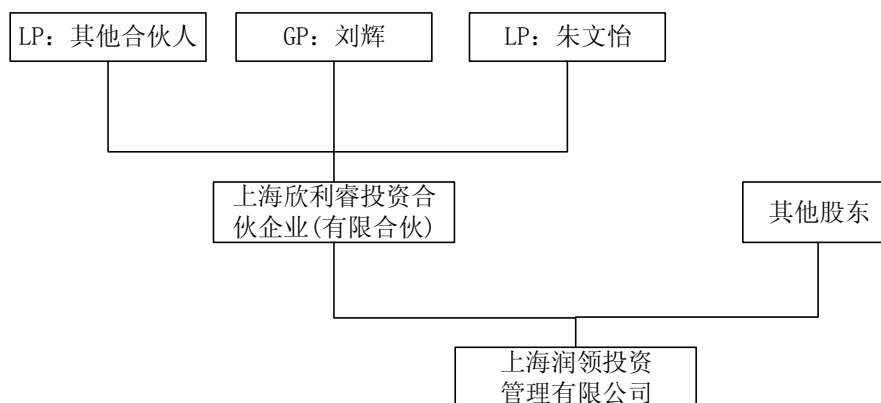 LP：其他合伙人
GP：刘辉
LP：朱文怡
上海欣利睿投资合
伙企业(有限合伙)
其他股东
上海润领投资
管理有限公司